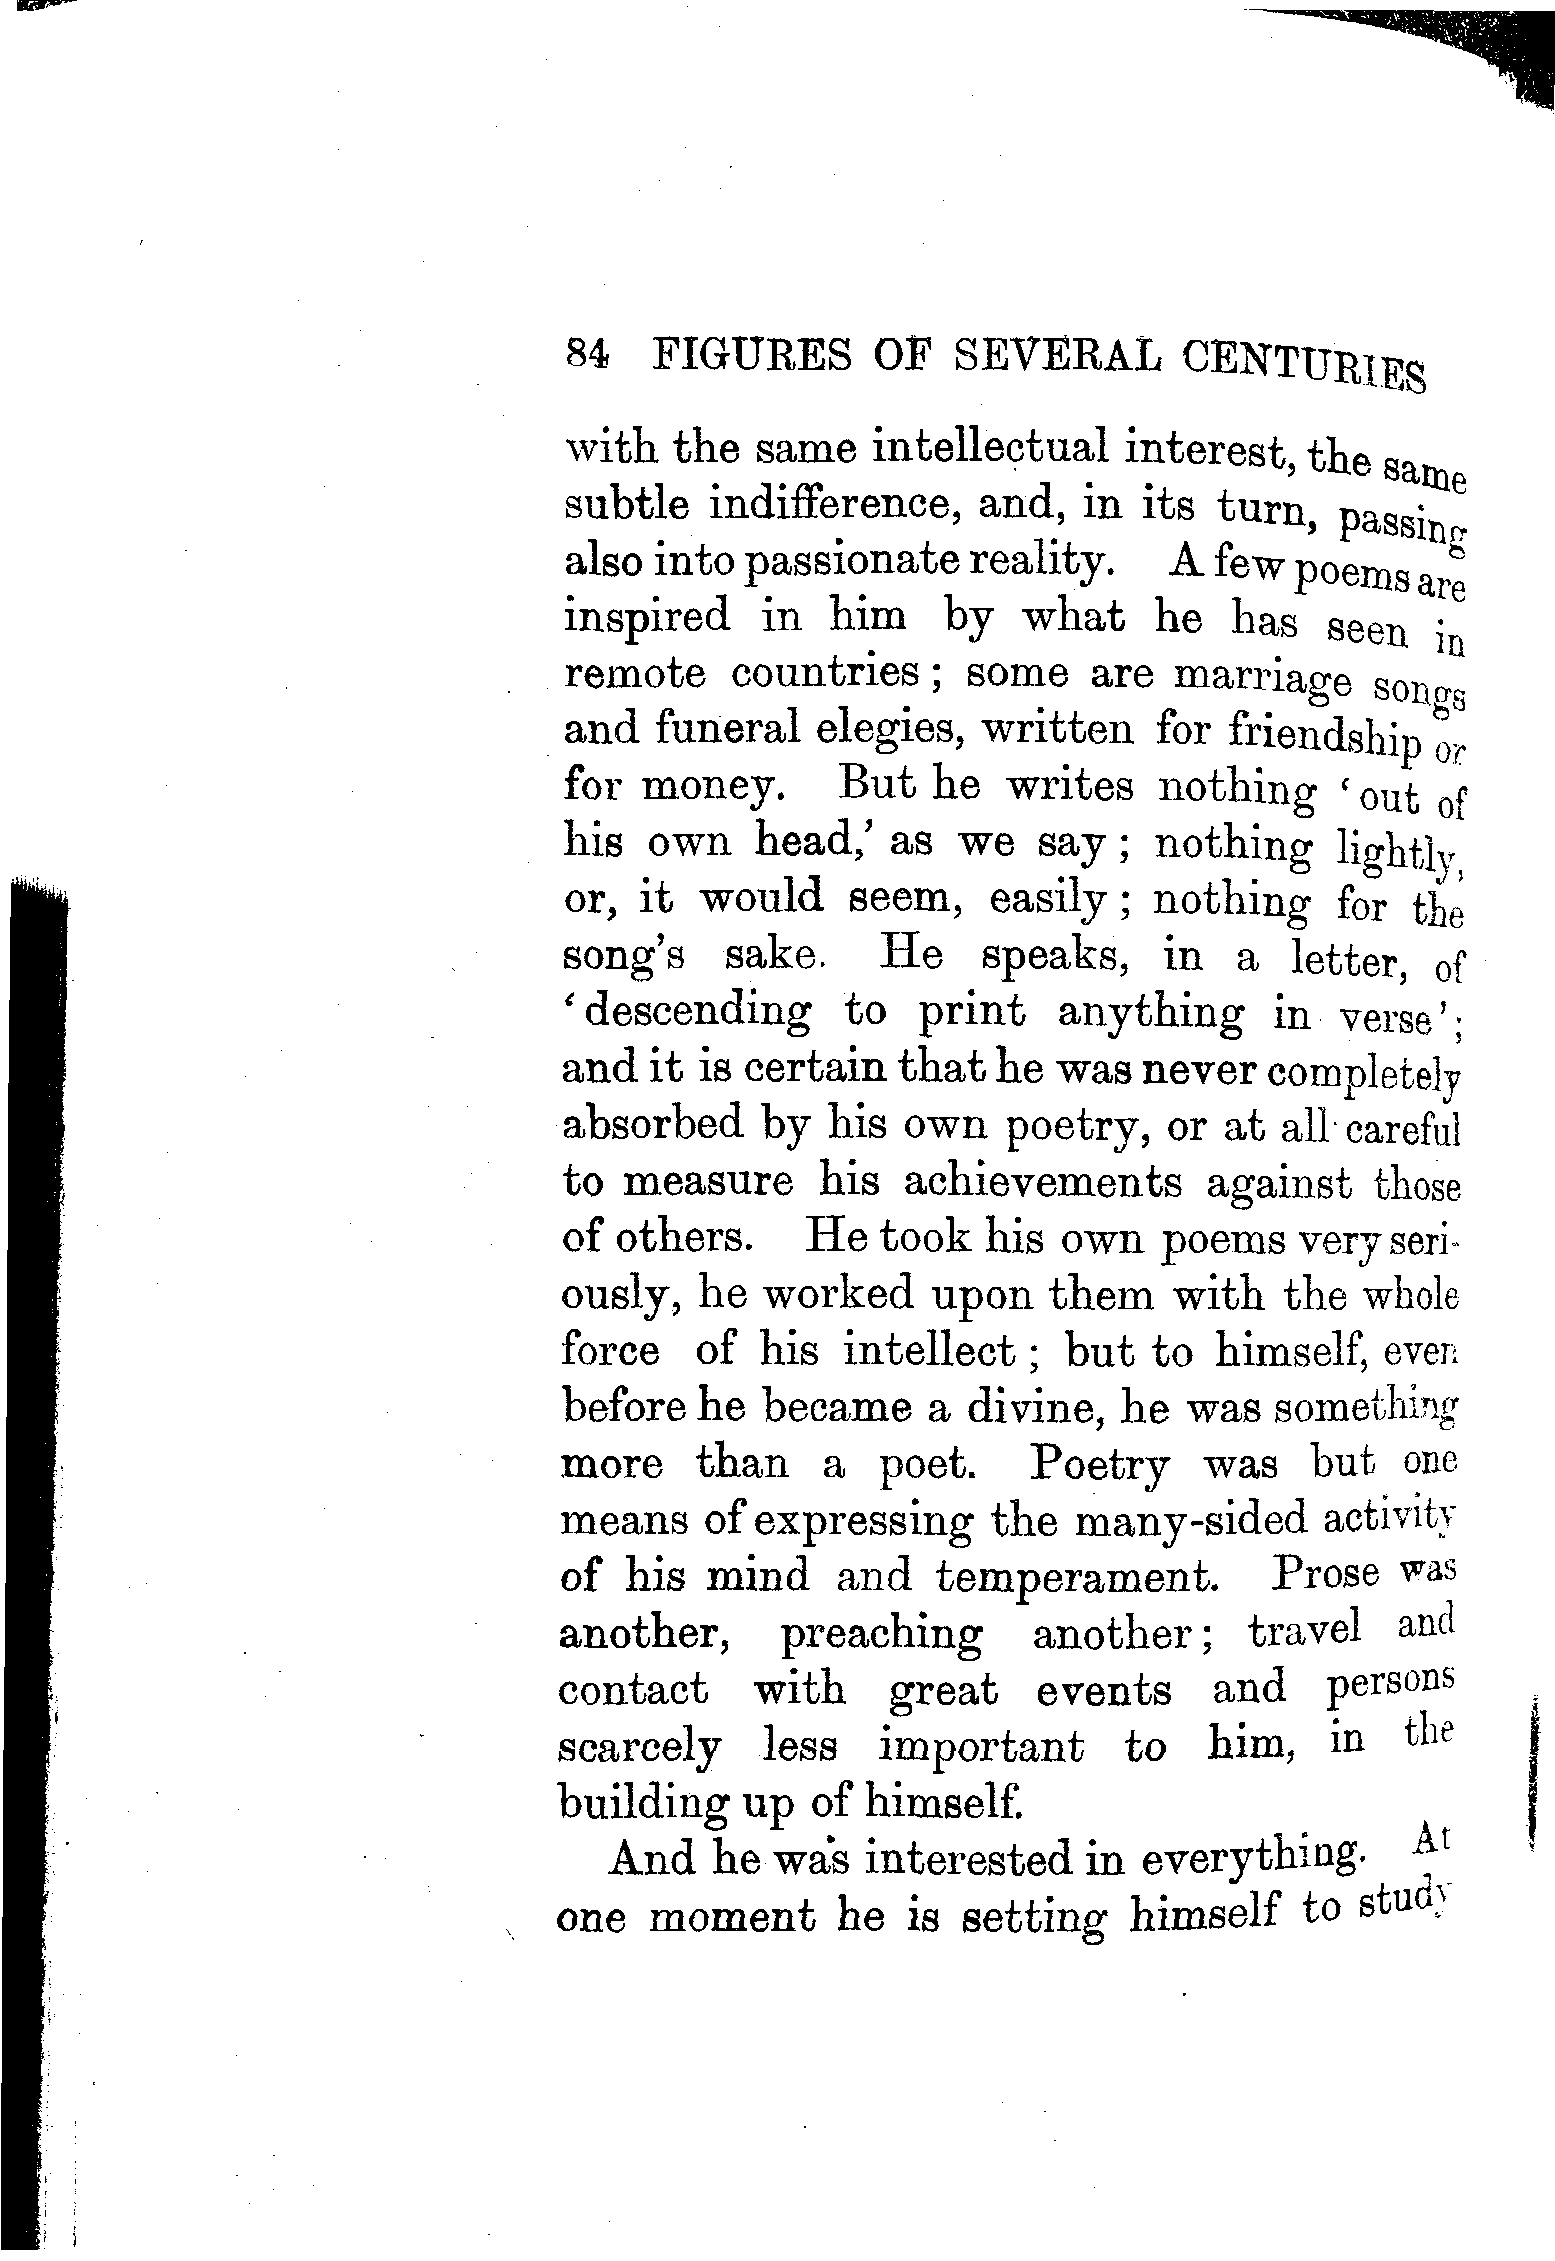 84 FIGURES OF SEVERAL CENTURIES
with the same intellectual interest, the same
subtle indifference, and, in its turn, passing
also into passionate reality. A few poems are
inspired in him by what he has seen in
remote countries; some are marriage songs
and funeral elegies, written for friendship or
for money. But he writes nothing 'out of
his own head,' as we say; nothing lightly,
or, it would seem, easily; nothing for the
song's sake. He speaks, in a letter, of
'descending to print anything in verse';
and it is certain that he was never completely
absorbed by his own poetry, or at all careful
to measure his achievements against those
of others. He took his own poems very seri-
ously, he worked upon them with the whole
force of his intellect; but to himself, even
before he became a divine, he was something
more than a poet. Poetry was but one
means of expressing the many-sided activity
of his mind and temperament. Prose was
another, preaching another; travel and
contact with great events and persons
scarcely less important to him, in the
building up of himself.
And he was interested in everything. At
one moment he is setting himself to study